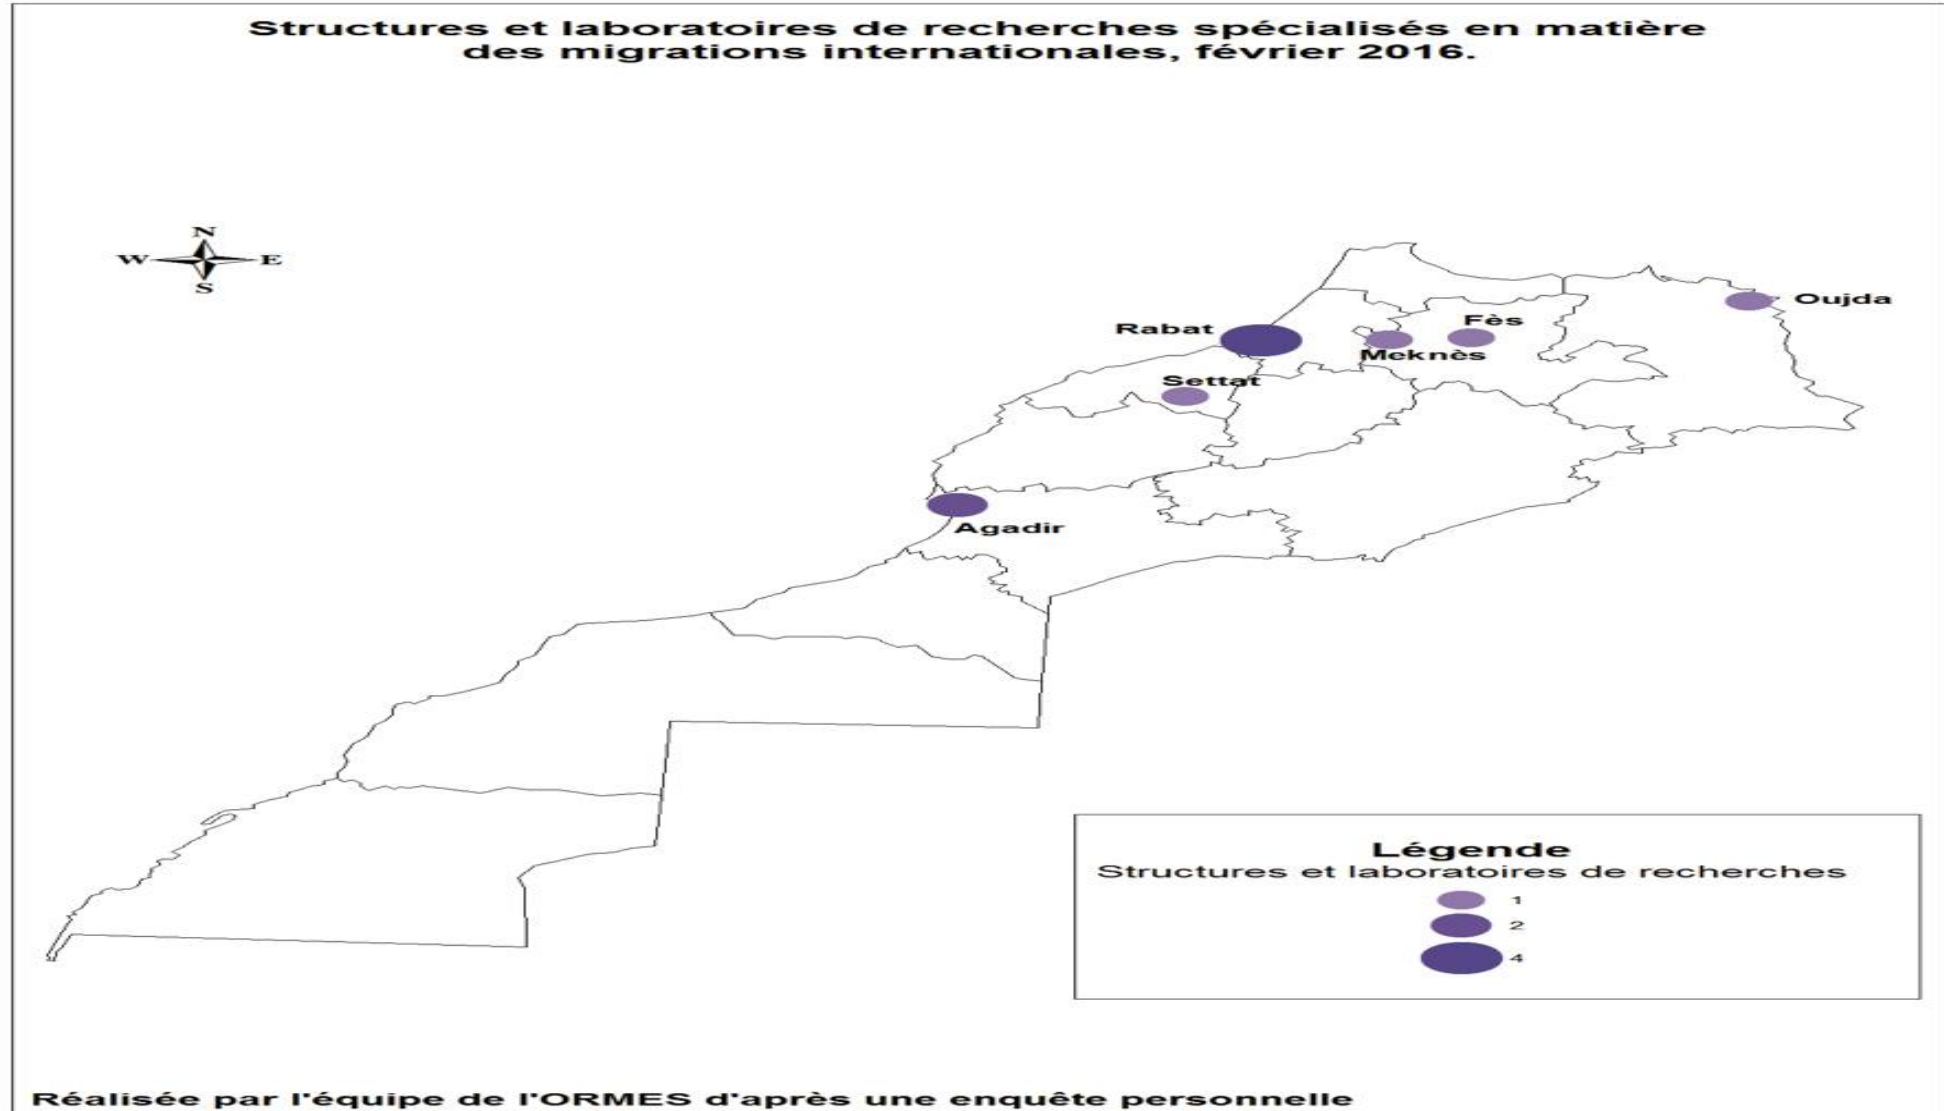 Structures et laboratoires de recherches spécialisés en matière
des migrations internationales, février 2016.
N
W E
S
Oujda
Fès
Rabat
Meknès
Settat
Agadir
Légende
Structures et laboratoires de recherches
1
2
4
Réalisée par l'équipe de l'ORMES d'après une enquête personnelle